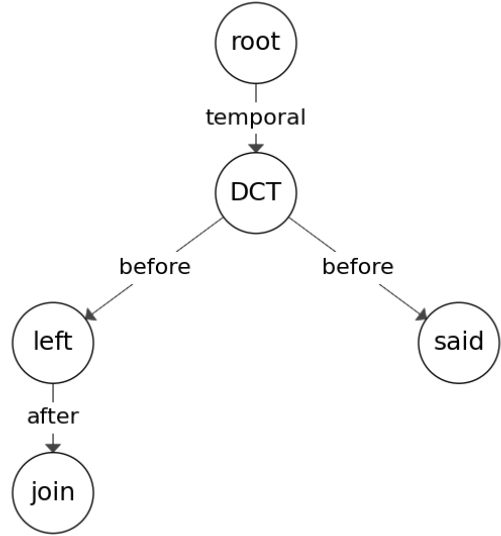 root
temporal
DCT
before before
left said
after
join